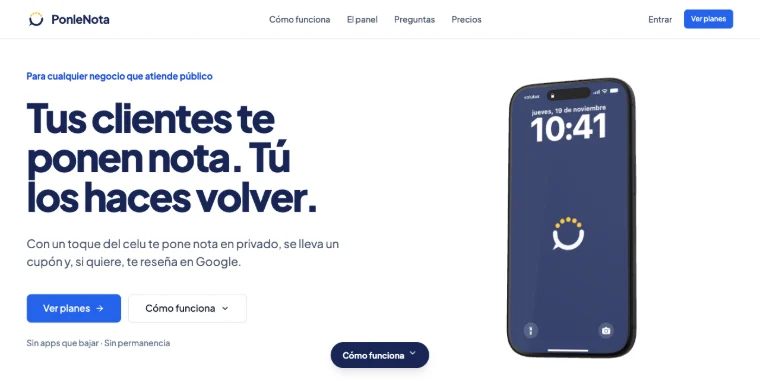 PonleNota
Cómo funciona
El panel
Preguntas
Precios
Entrar
Ver planes
Para cualquier negocio que atiende público
Tus clientes te
ponen nota. Tú
los haces volver.
Con un toque del celu te pone nota en privado, se lleva un
cupón y, si quiere, te reseña en Google.
Ver planes →
Cómo funciona
Sin apps que bajar · Sin permanencia
Cómo funciona
jueves, 19 de noviembre
10:41